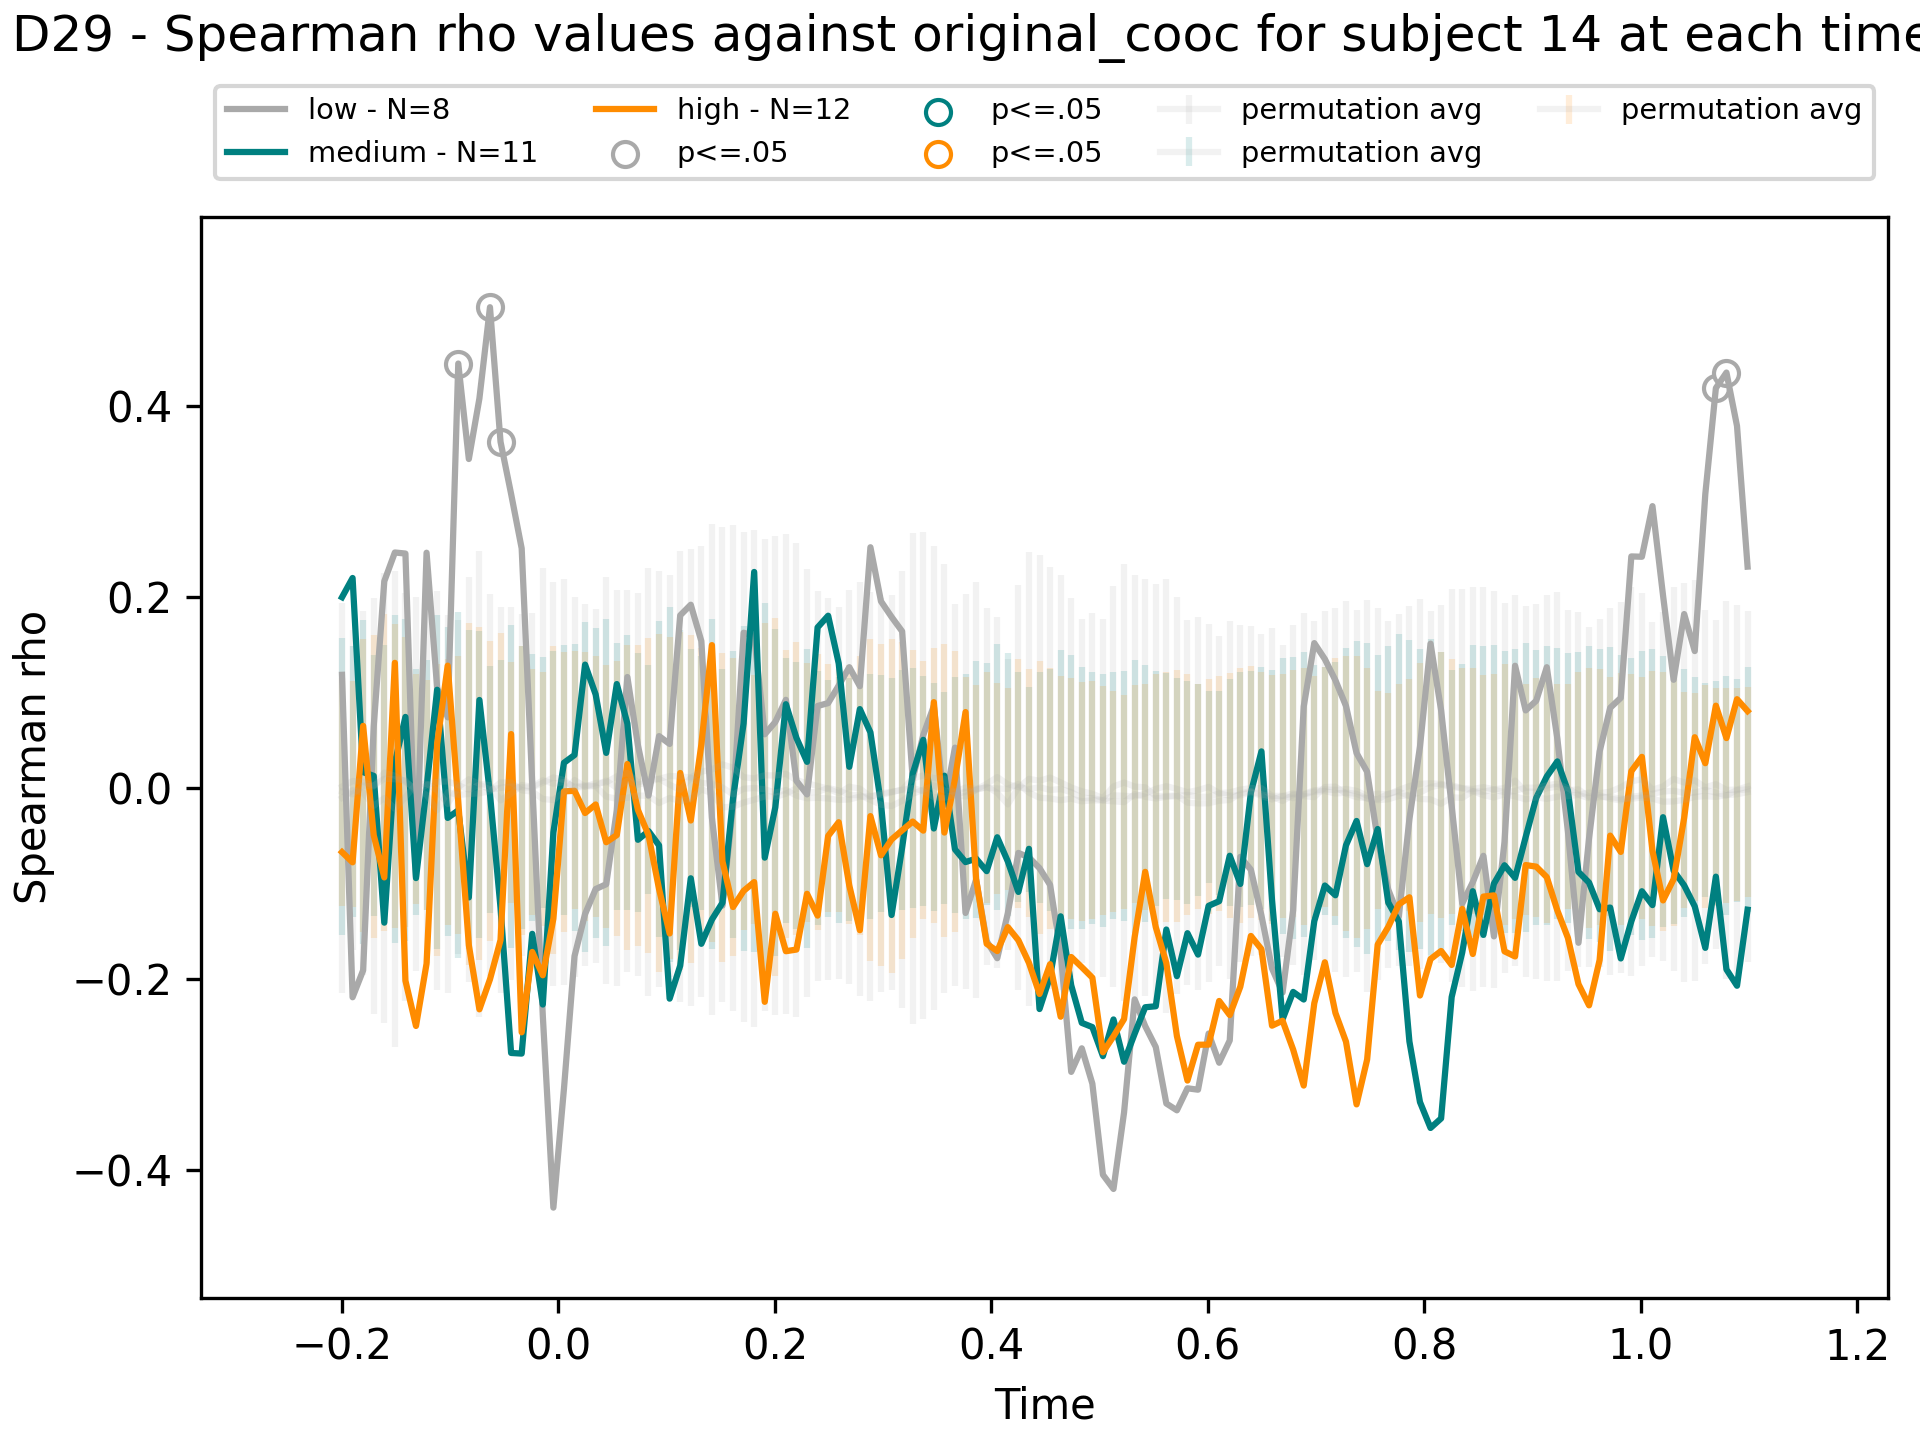 D29 - Spearman rho values against original_cooc for subject 14 at each time
low - N=8
medium - N=11
high - N=12
p<=.05
p<=.05
p<=.05
permutation avg
permutation avg
permutation avg
Spearman rho
0.4
0.2
0.0
−0.2
−0.4
−0.2 0.0 0.2 0.4 0.6 0.8 1.0 1.2
Time